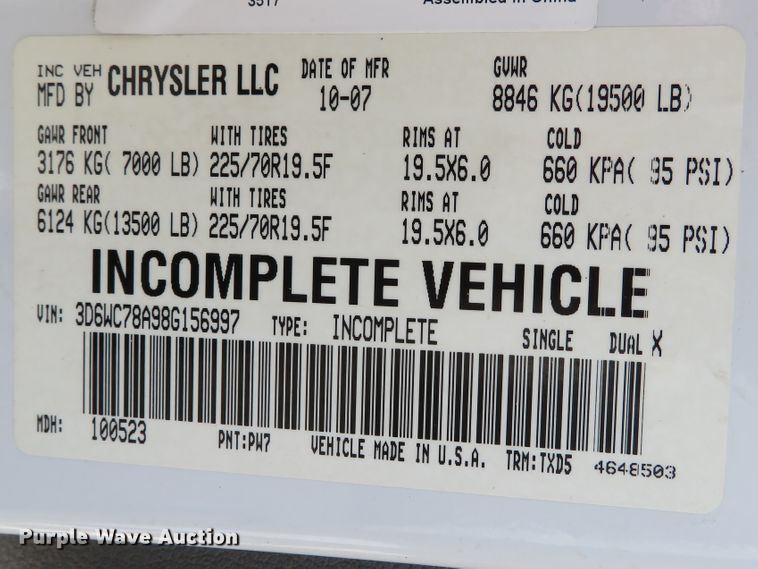 3517 Assembled in China
INC VEH MFD BY CHRYSLER LLC DATE OF MFR 10-07 GVWR 8846 KG(19500 LB)
GAWR FRONT WITH TIRES RIMS AT COLD
3176 KG( 7000 LB) 225/70R19.5F 19.5X6.0 660 KPA( 95 PSI)
GAWR REAR WITH TIRES RIMS AT COLD
6124 KG(13500 LB) 225/70R19.5F 19.5X6.0 660 KPA( 95 PSI)
INCOMPLETE VEHICLE
VIN: 3D6WC78A98G156997 TYPE: INCOMPLETE SINGLE DUAL X
MDH: 100523 PNT:PW7 VEHICLE MADE IN U.S.A. TRM:TXD5 4648503
Purple Wave Auction